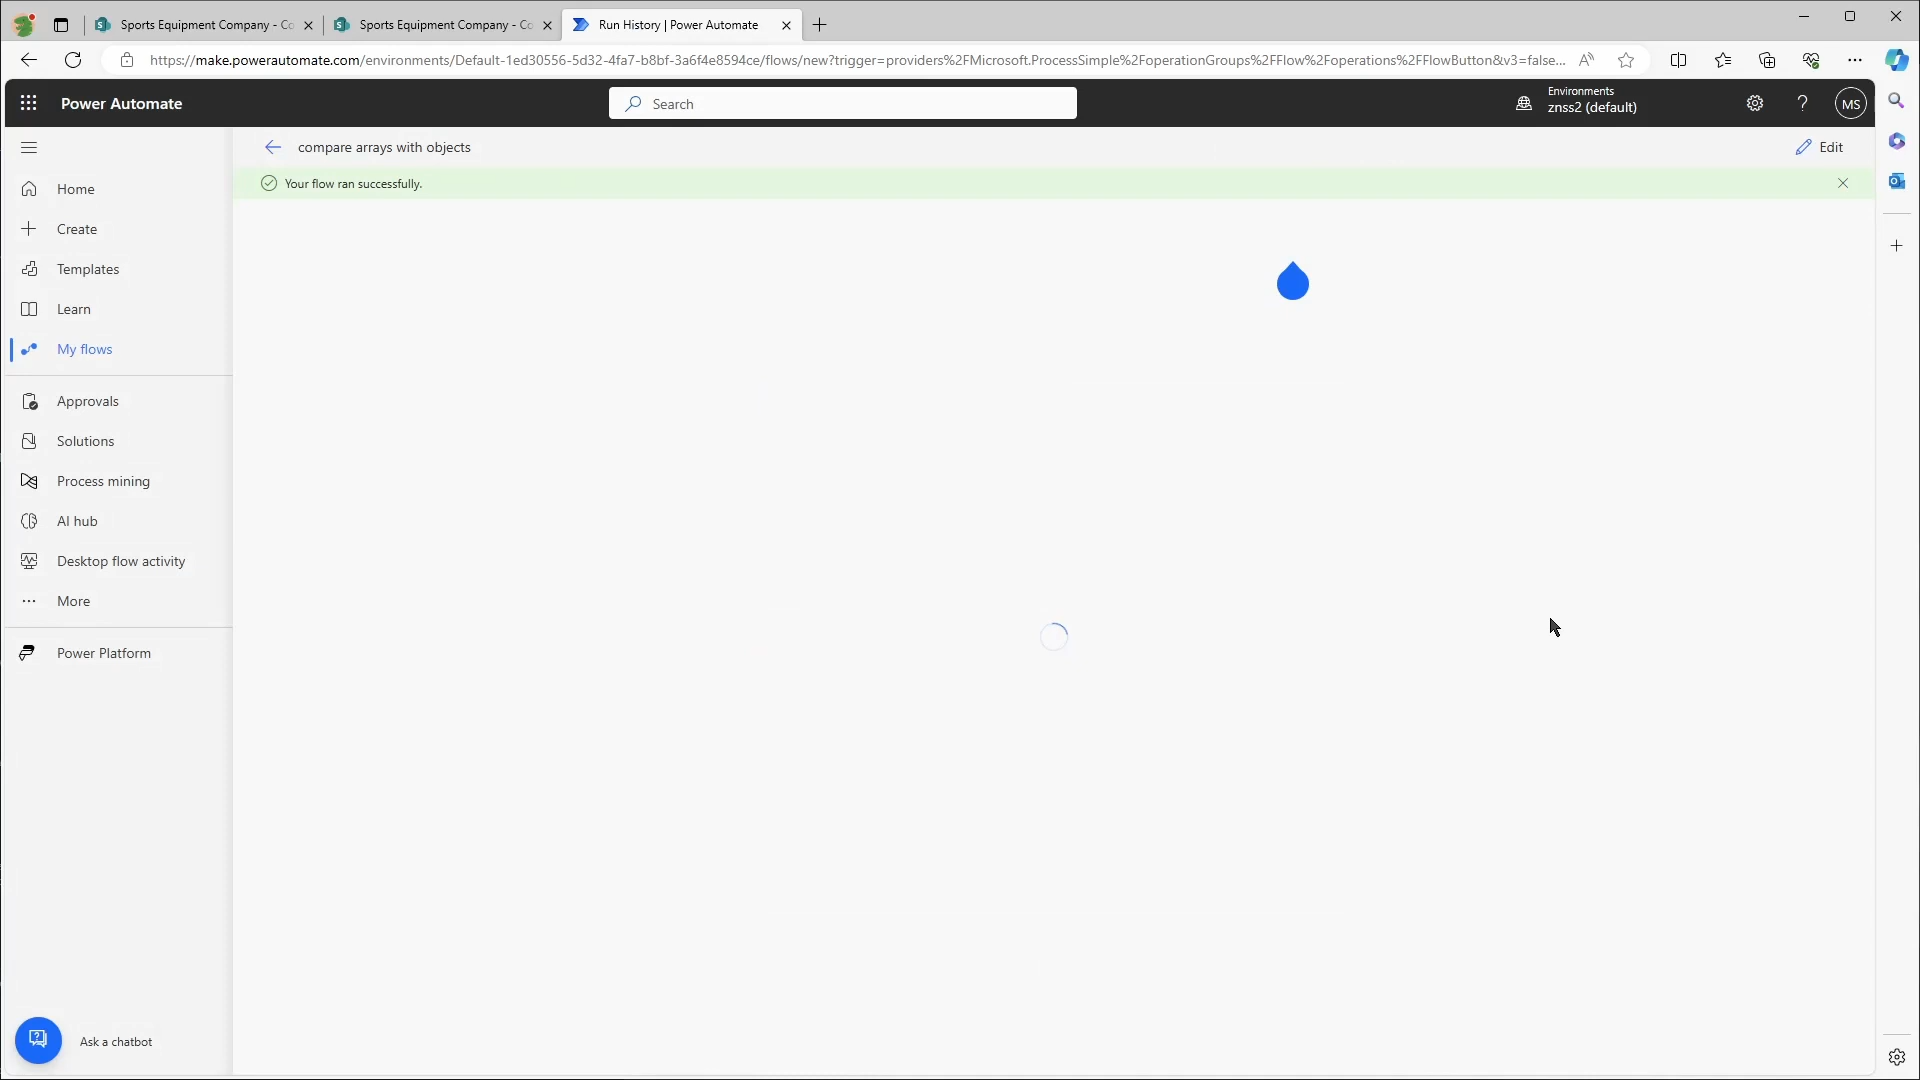 Sports Equipment Company - Co
Sports Equipment Company - Co
Run History | Power Automate
https://make.powerautomate.com/environments/Default-1ed30556-5d32-4fa7-b8bf-3a6f4e8594ce/flows/new?trigger=providers%2FMicrosoft.ProcessSimple%2FoperationGroups%2FFlow%2Foperations%2FFlowButton&v3=false...
Power Automate
Search
Environments
znss2 (default)
?
MS
compare arrays with objects
Edit
Your flow ran successfully.
Home
Create
Templates
Learn
My flows
Approvals
Solutions
Process mining
AI hub
Desktop flow activity
More
Power Platform
Ask a chatbot